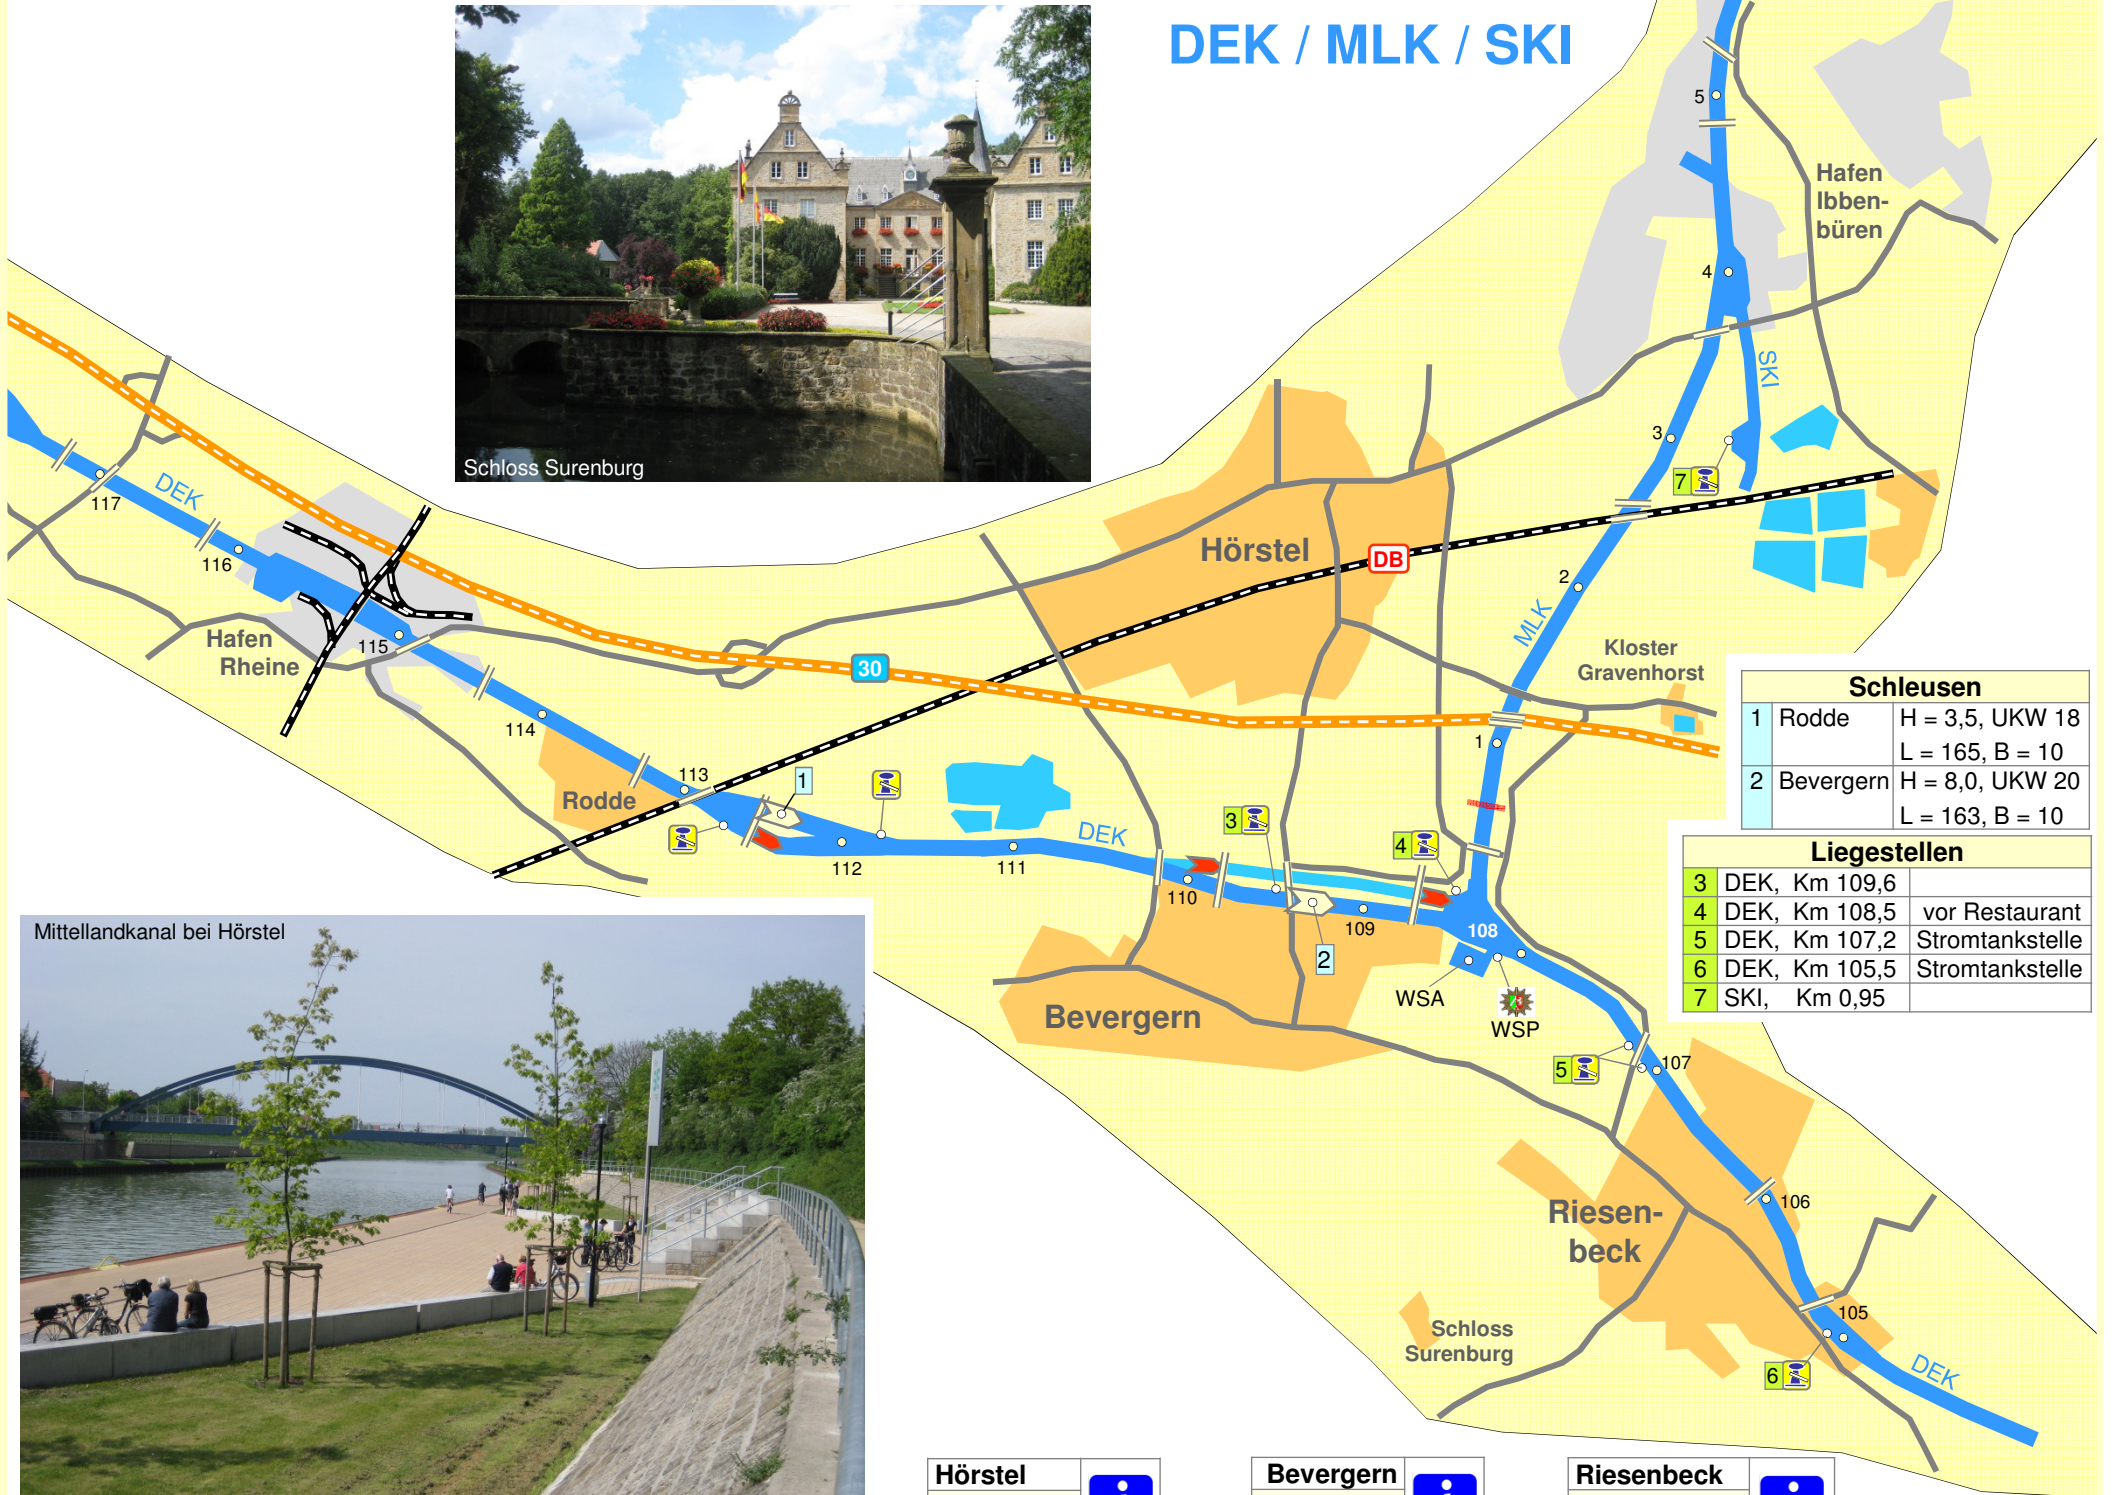 DEK / MLK / SKI
Schloss Surenburg
5
Hafen
Ibben-
büren
4
SKI
3
7
117
DEK
116
Hörstel
DB
2
MLK
Hafen
Rheine
115
30
Kloster
Gravenhorst
114
1
113
1
Rodde
112
111
DEK
3
4
110
109
108
2
WSA
WSP
Bevergern
5
107
106
Riesen-
beck
105
Schloss
Surenburg
6
DEK
Schleusen
1 Rodde H = 3,5, UKW 18
L = 165, B = 10
2 Bevergern H = 8,0, UKW 20
L = 163, B = 10
Liegestellen
3 DEK, Km 109,6
4 DEK, Km 108,5 vor Restaurant
5 DEK, Km 107,2 Stromtankstelle
6 DEK, Km 105,5 Stromtankstelle
7 SKI, Km 0,95
Mittellandkanal bei Hörstel
Hörstel
Bevergern
Riesenbeck